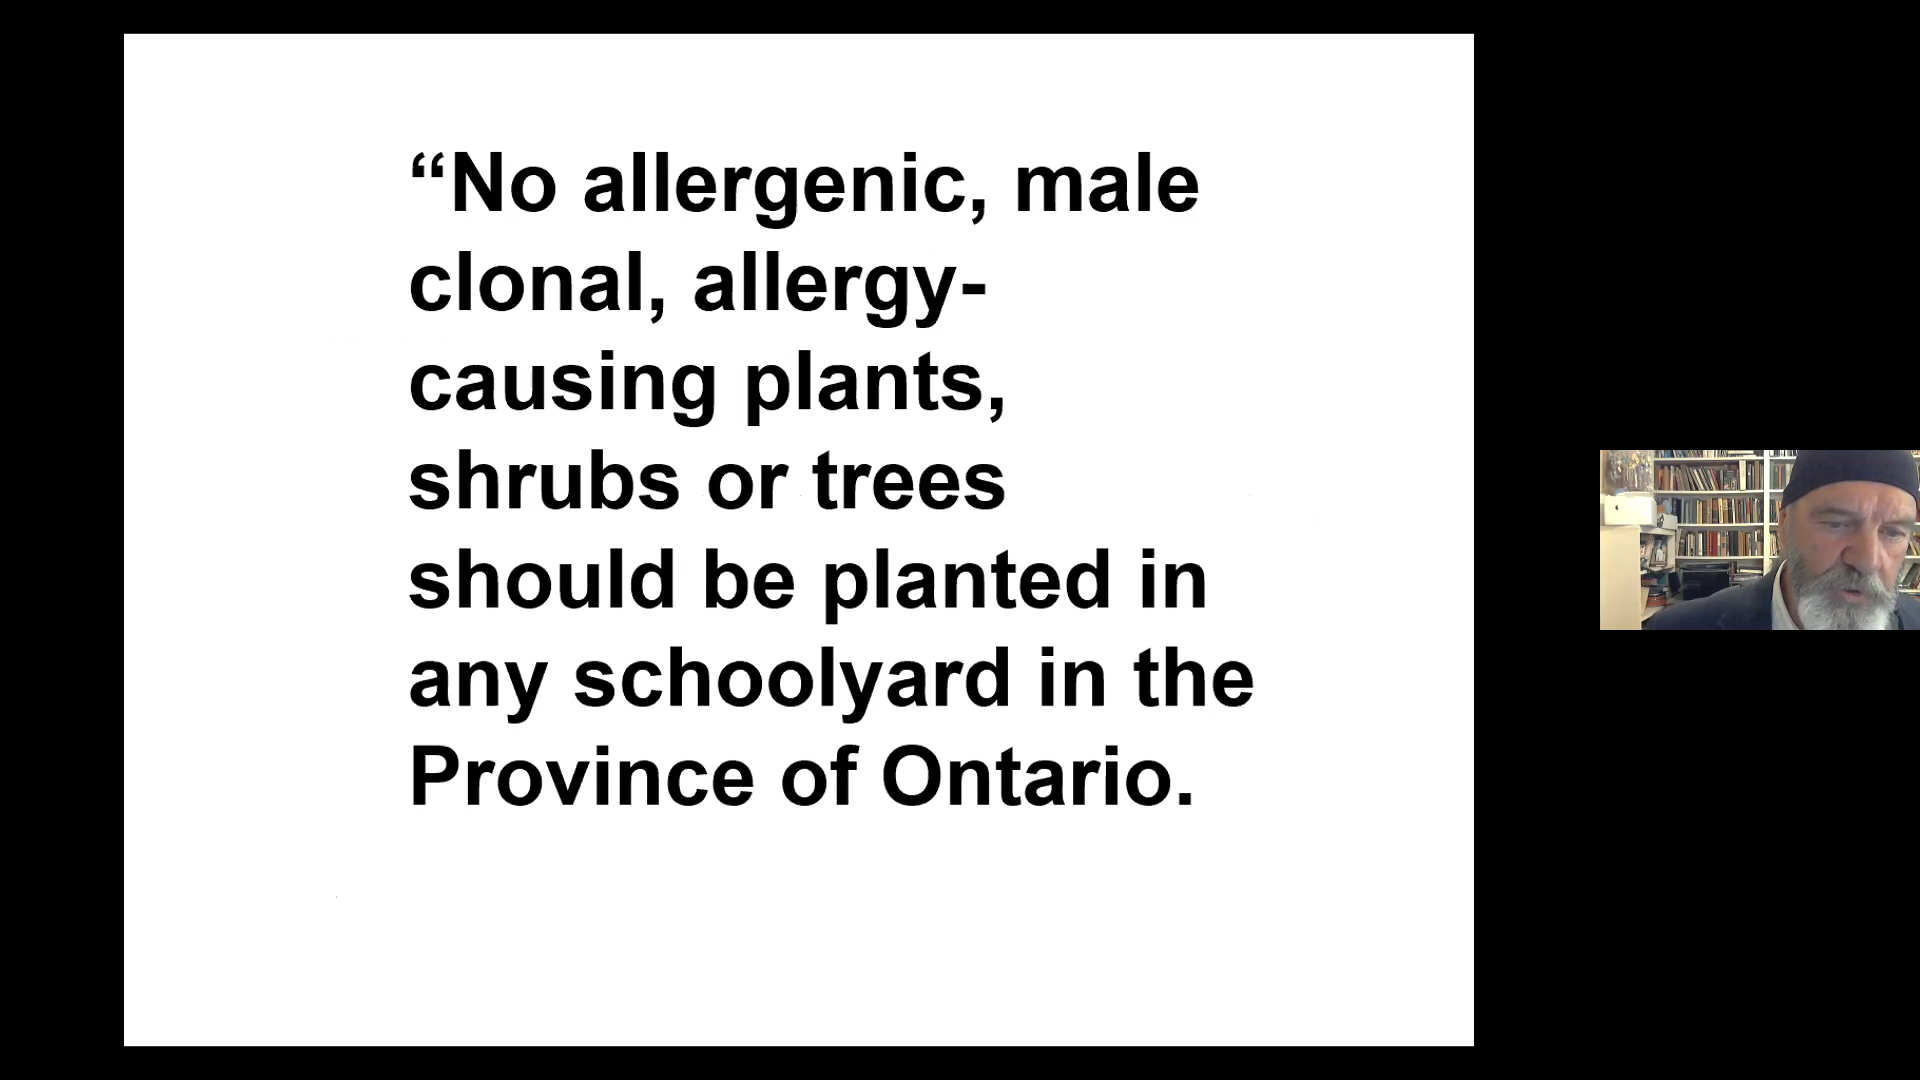 “No allergenic, male
clonal, allergy-
causing plants,
shrubs or trees
should be planted in
any schoolyard in the
Province of Ontario.